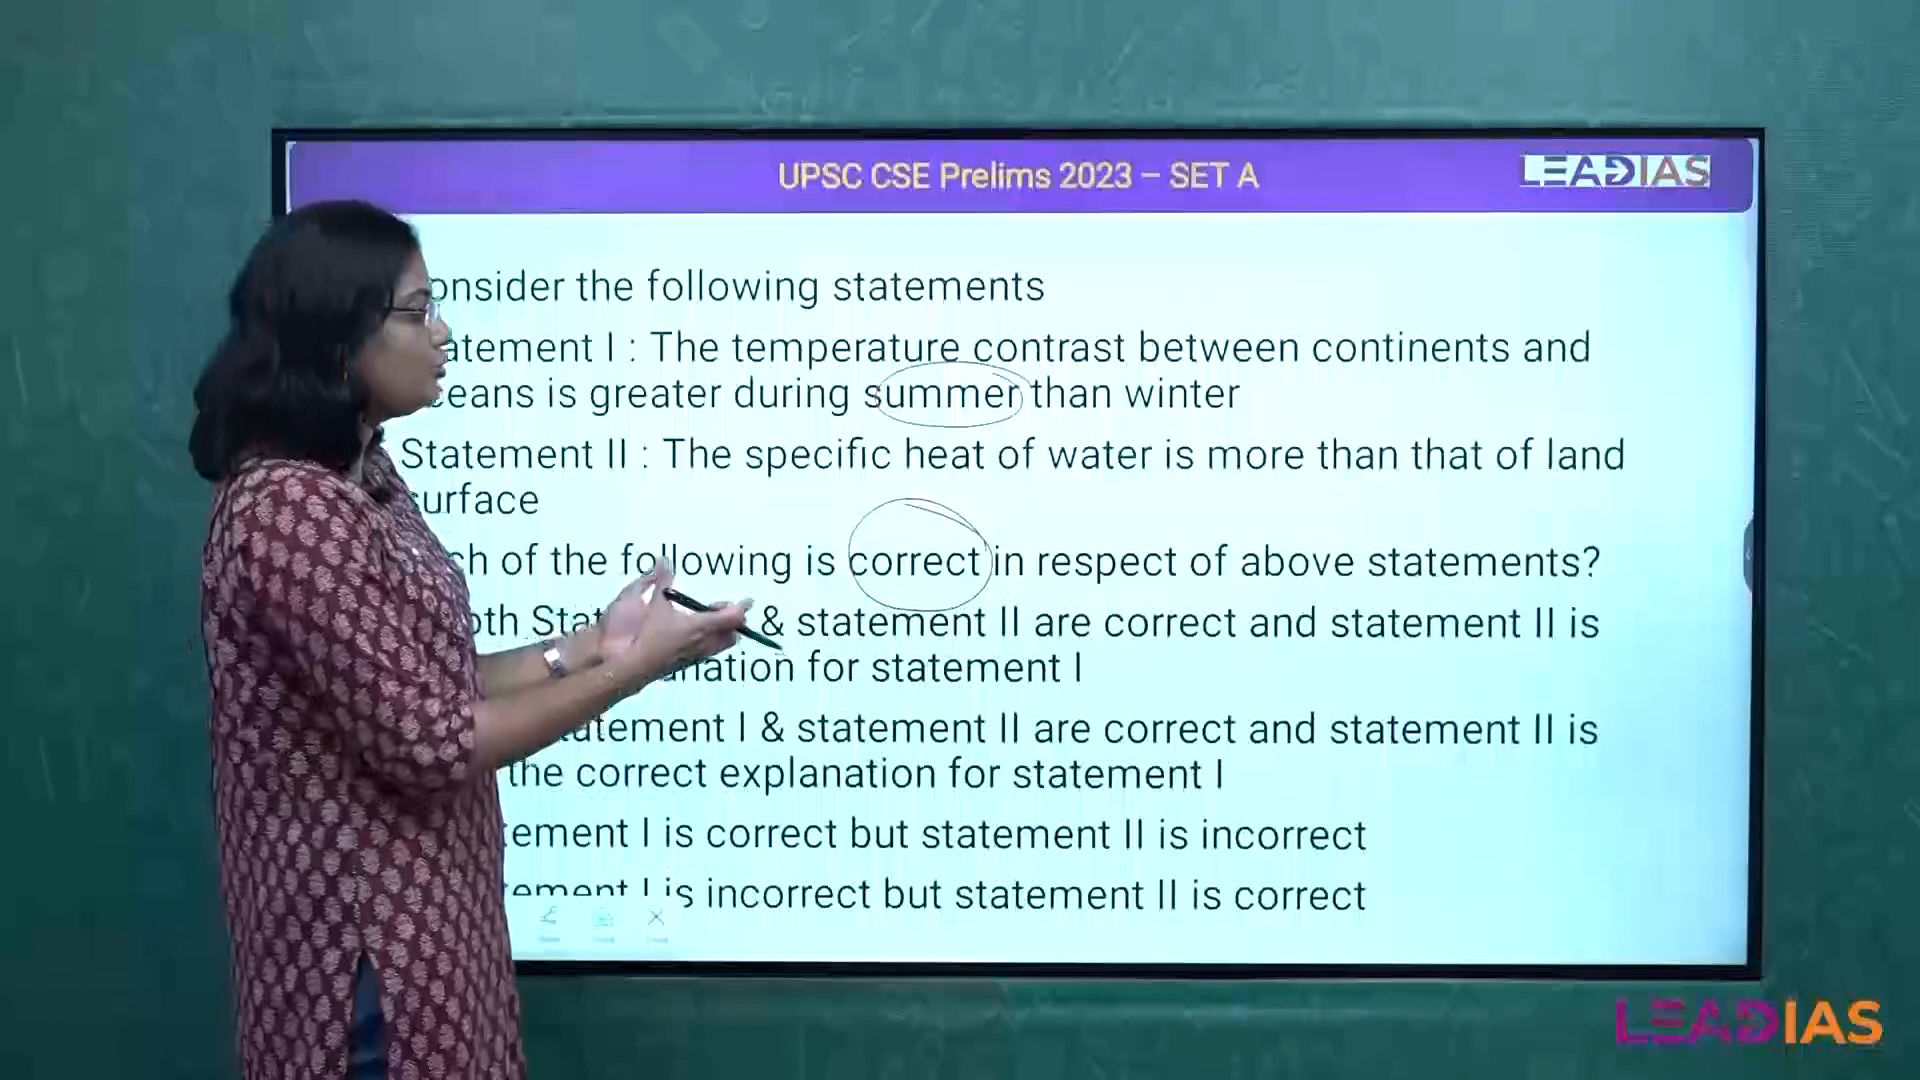 UPSC CSE Prelims 2023 – SET A
LEADIAS
onsider the following statements
atement I : The temperature contrast between continents and
eans is greater during summer than winter
Statement II : The specific heat of water is more than that of land
urface
ch of the following is correct in respect of above statements?
oth Stat & statement II are correct and statement II is
nation for statement I
atement I & statement II are correct and statement II is
the correct explanation for statement I
tement I is correct but statement II is incorrect
ement I is incorrect but statement II is correct
LEADIAS